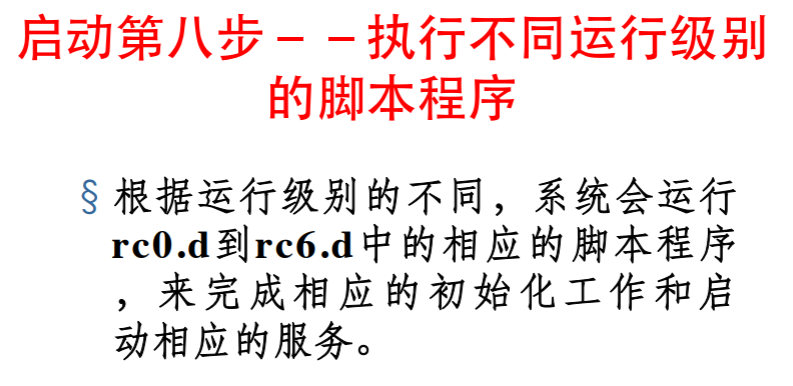 启动第八步－－执行不同运行级别
的脚本程序
§ 根据运行级别的不同，系统会运行
rc0.d到rc6.d中的相应的脚本程序
，来完成相应的初始化工作和启
动相应的服务。